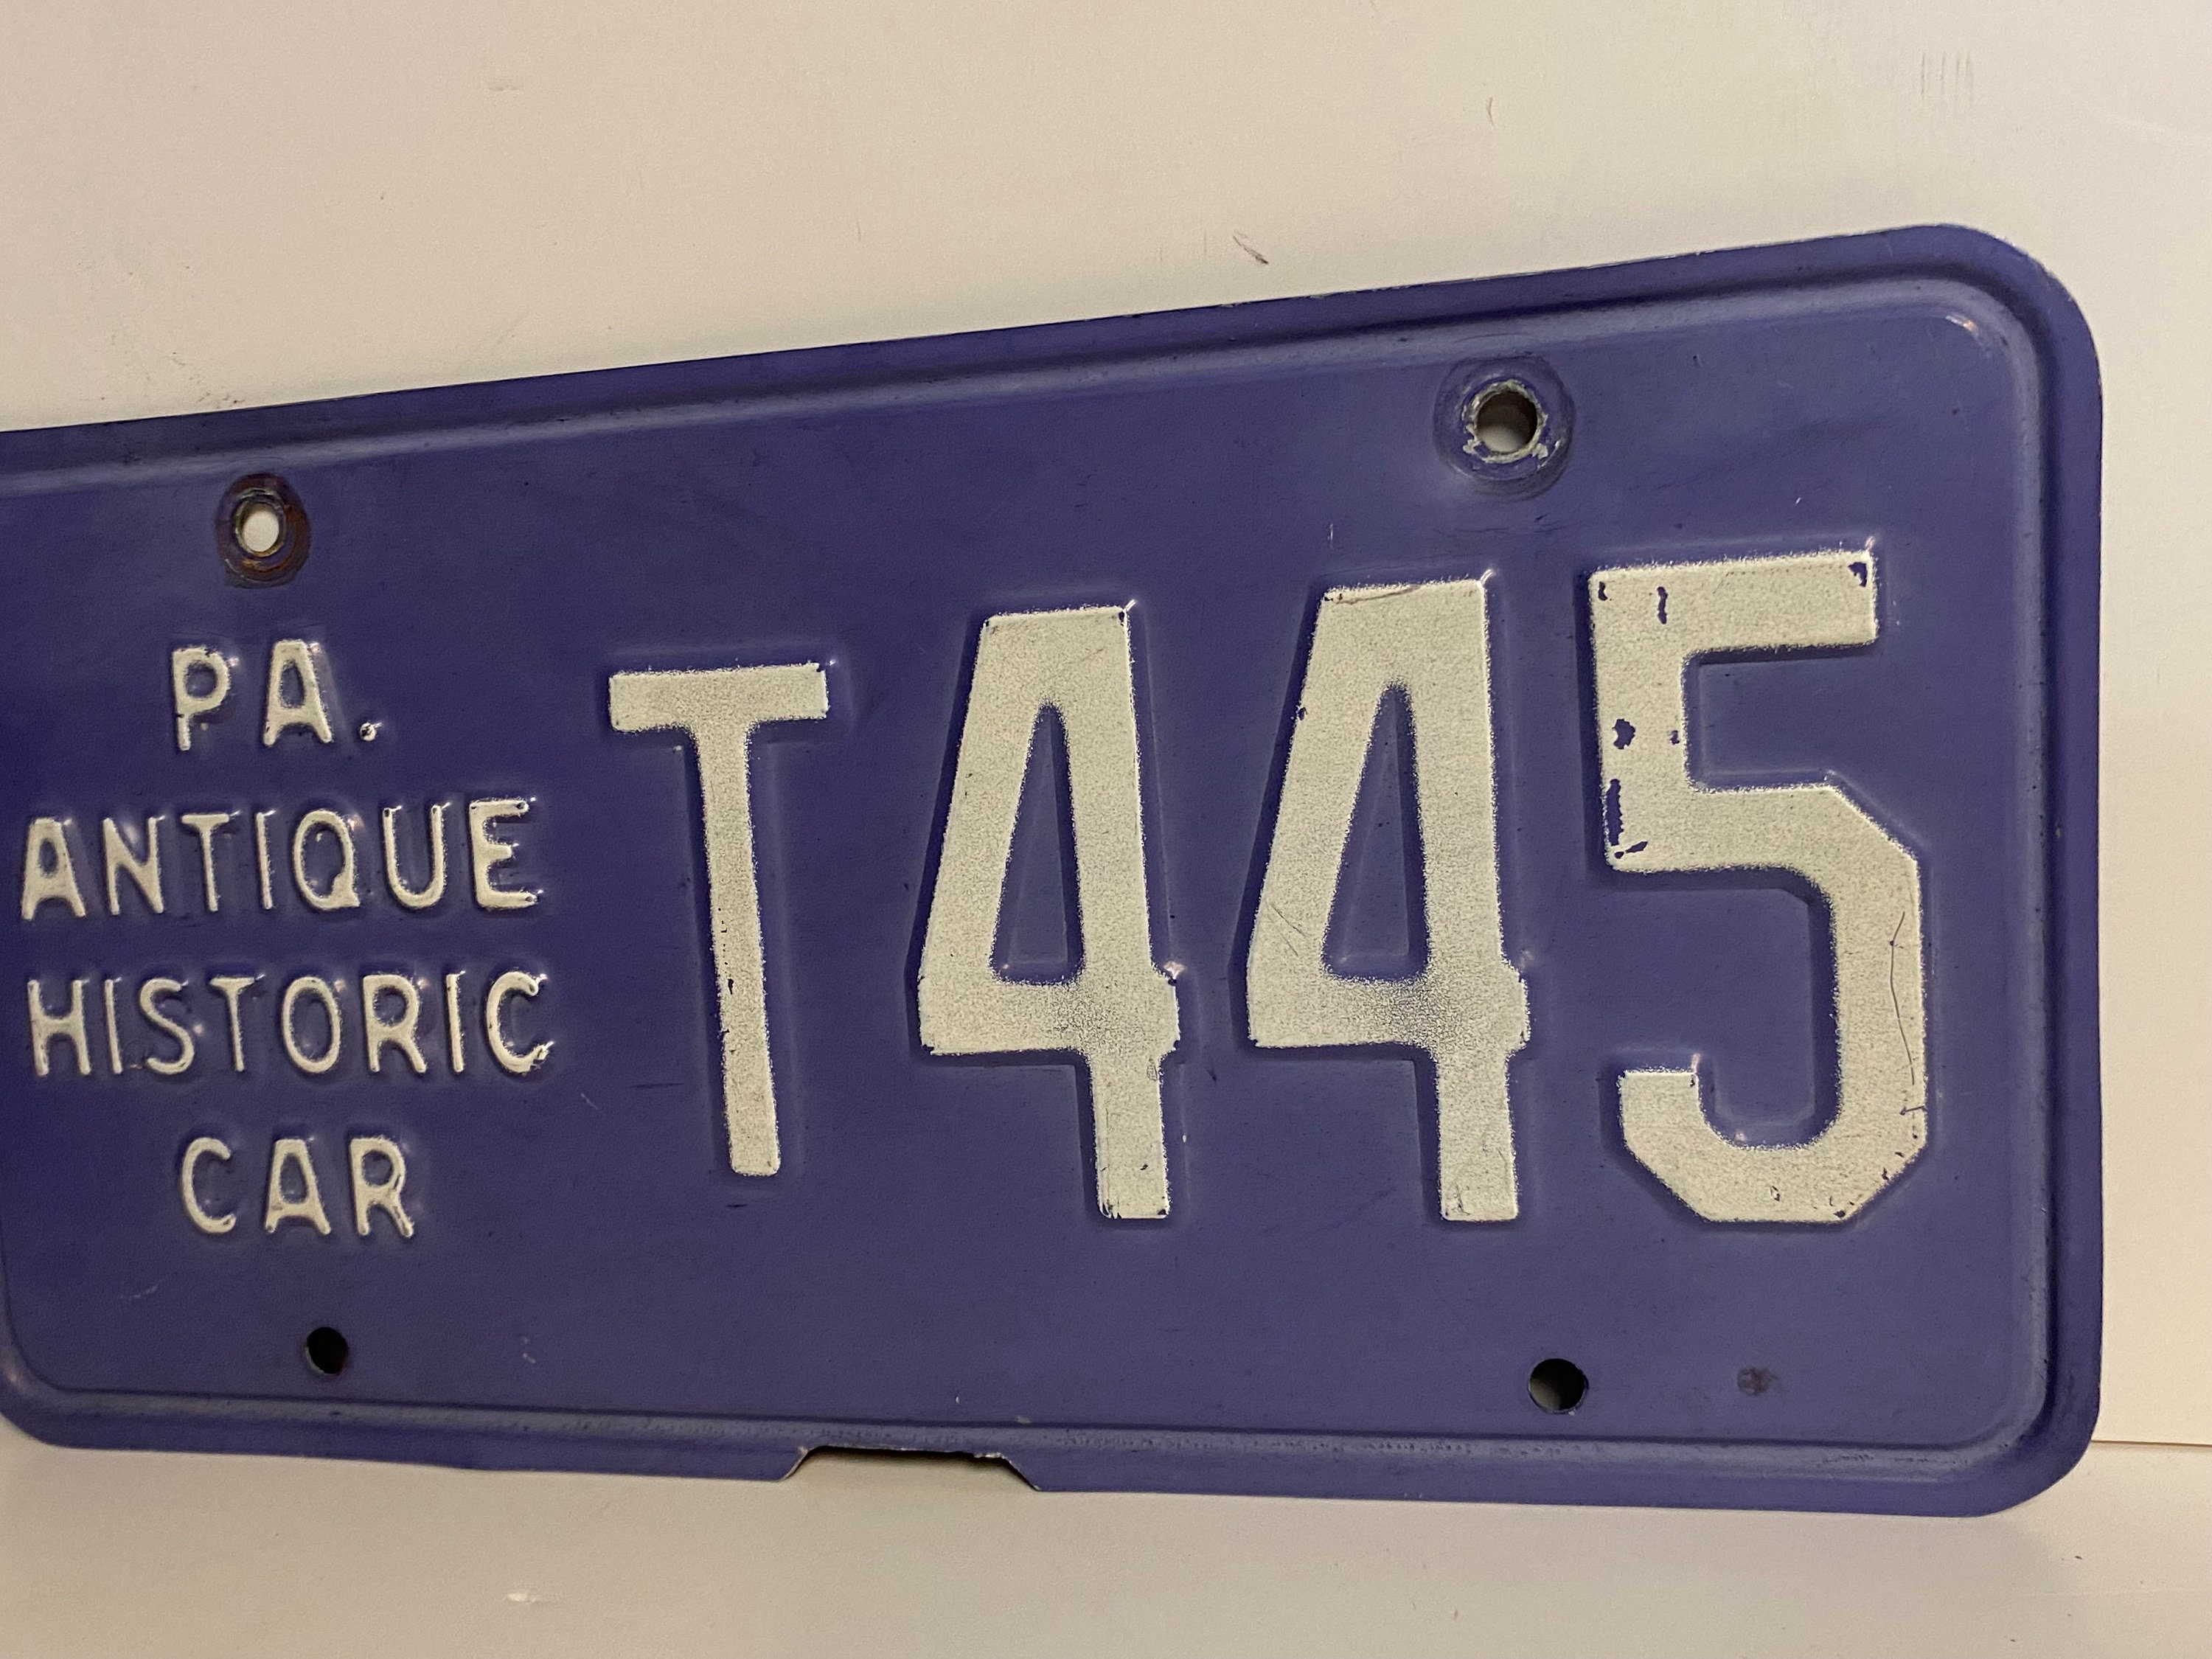 PA.
ANTIQUE
HISTORIC
CAR
T445